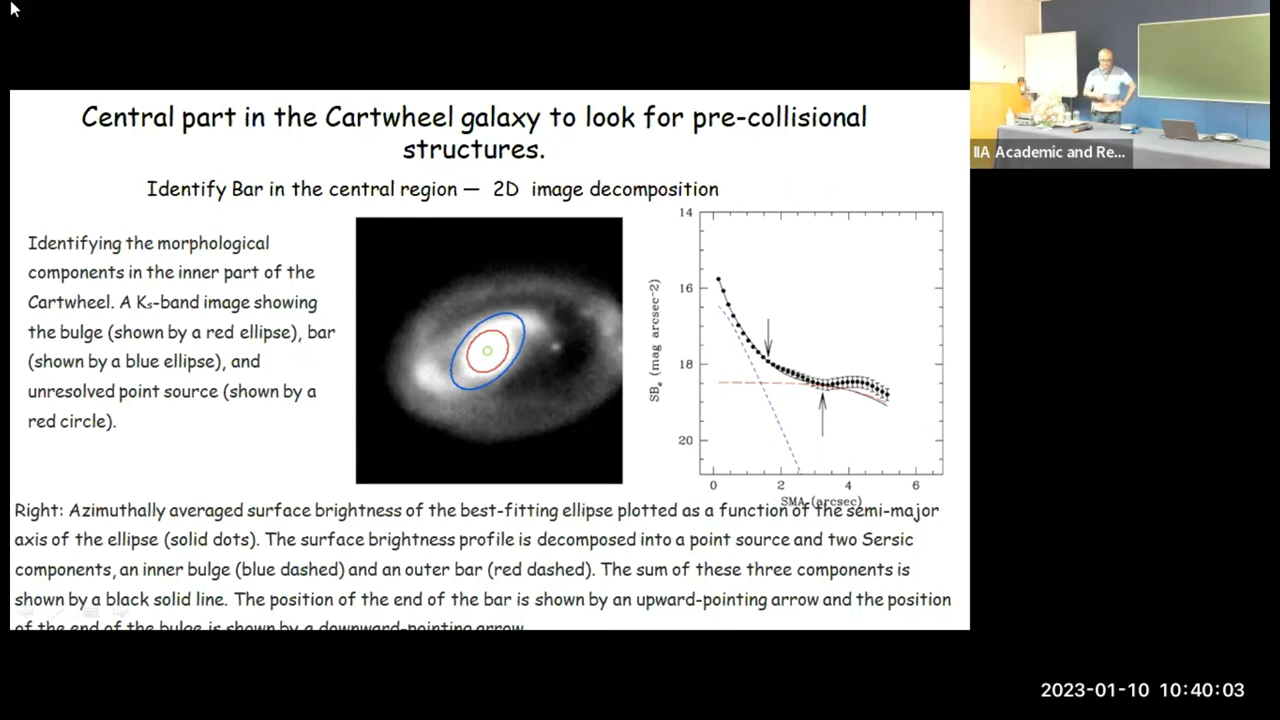 Central part in the Cartwheel galaxy to look for pre-collisional
structures.
Identify Bar in the central region — 2D image decomposition
Identifying the morphological
components in the inner part of the
Cartwheel. A Ks-band image showing
the bulge (shown by a red ellipse), bar
(shown by a blue ellipse), and
unresolved point source (shown by a
red circle).
14
16
18
20
SBe (mag arcsec-2)
0 2 4 6
SMA (arcsec)
Right: Azimuthally averaged surface brightness of the best-fitting ellipse plotted as a function of the semi-major
axis of the ellipse (solid dots). The surface brightness profile is decomposed into a point source and two Sersic
components, an inner bulge (blue dashed) and an outer bar (red dashed). The sum of these three components is
shown by a black solid line. The position of the end of the bar is shown by an upward-pointing arrow and the position
of the end of the bulge is shown by a downward-pointing arrow
IIA Academic and Re...
2023-01-10 10:40:03